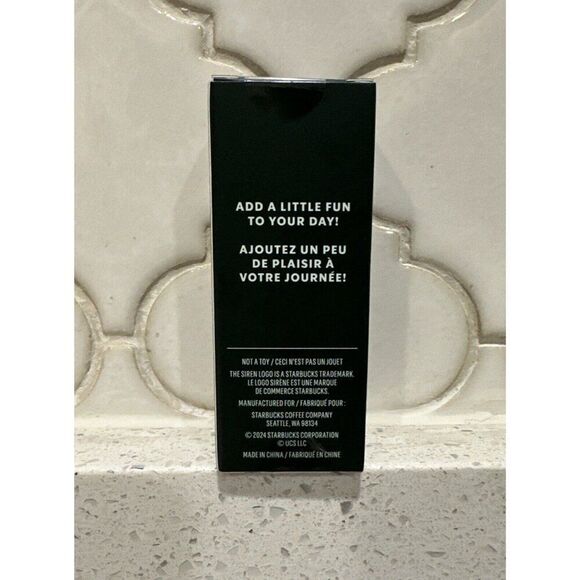 ADD A LITTLE FUN
TO YOUR DAY!
AJOUTEZ UN PEU
DE PLAISIR À
VOTRE JOURNÉE!
NOT A TOY / CECI N'EST PAS UN JOUET
THE SIREN LOGO IS A STARBUCKS TRADEMARK.
LE LOGO SIRÈNE EST UNE MARQUE
DE COMMERCE STARBUCKS.
MANUFACTURED FOR / FABRIQUÉ POUR :
STARBUCKS COFFEE COMPANY
SEATTLE, WA 98134
© 2024 STARBUCKS CORPORATION
© UCS LLC
MADE IN CHINA / FABRIQUÉ EN CHINE